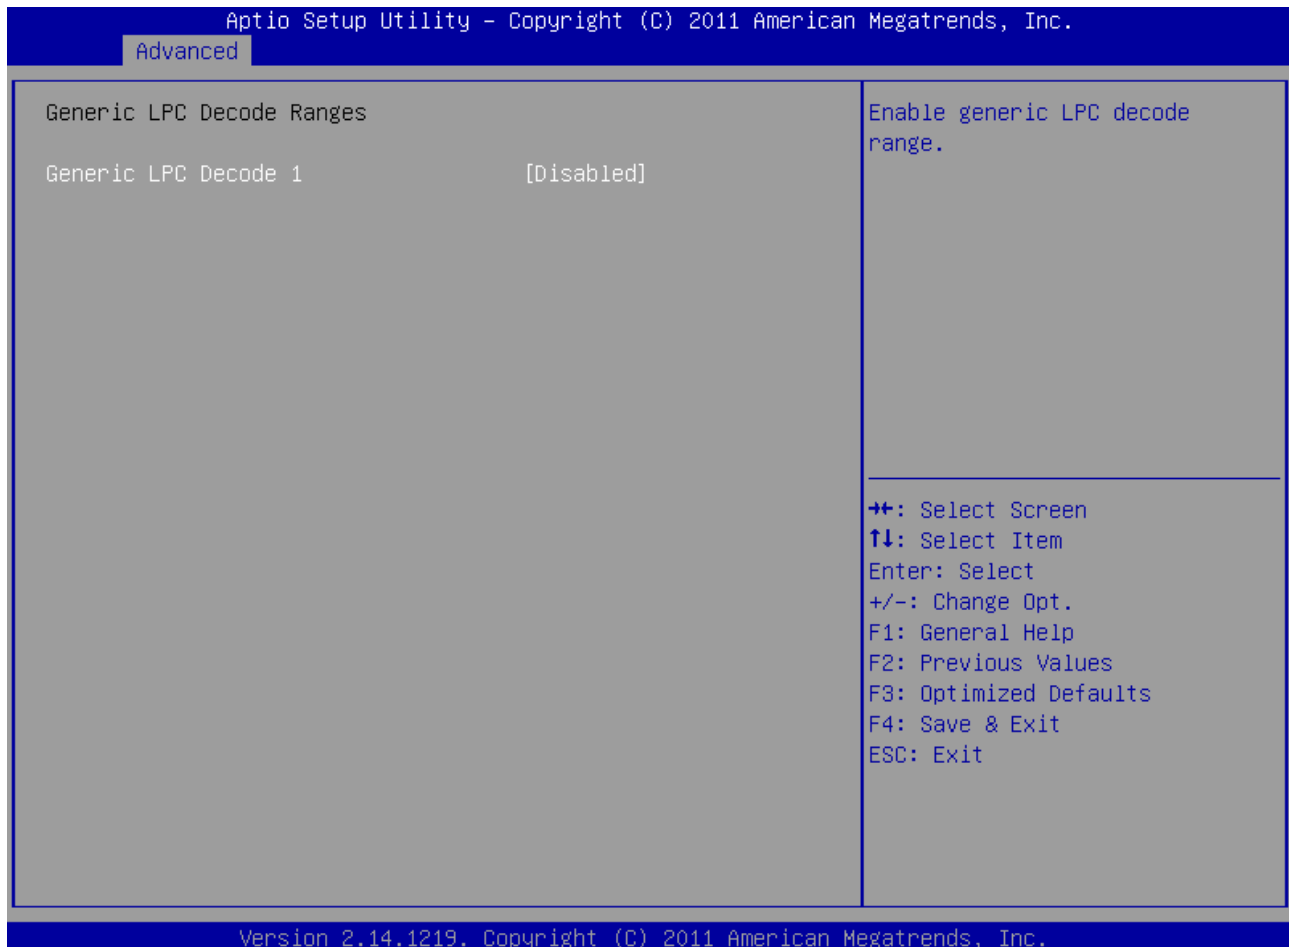 Aptio Setup Utility – Copyright (C) 2011 American Megatrends, Inc.
Advanced
Generic LPC Decode Ranges
Generic LPC Decode 1 [Disabled]
Enable generic LPC decode
range.
→←: Select Screen
↑↓: Select Item
Enter: Select
+/-: Change Opt.
F1: General Help
F2: Previous Values
F3: Optimized Defaults
F4: Save & Exit
ESC: Exit
Version 2.14.1219. Copyright (C) 2011 American Megatrends, Inc.